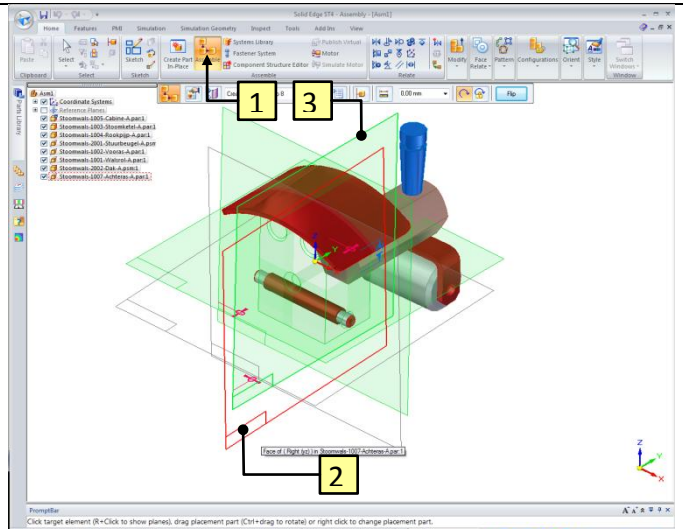 Solid Edge ST4 - Assembly - [Asm1]
Home Features PMI Simulation Simulation Geometry Inspect Tools Add Ins View
Paste
Select
Sketch
Create Part In-Place
Assemble
Systems Library
Fastener System
Component Structure Editor
Publish Virtual
Motor
Simulate Motor
Modify
Face Relate
Pattern
Configurations
Orient
Style
Switch Windows
Clipboard Select Sketch Assemble Relate Window
1
3
0.00 mm
Flip
Parts Library
Asm1
Coordinate Systems
Reference Planes
Stoomwals-1005-Cabine-A.par:1
Stoomwals-1003-Stoomketel-A.par:1
Stoomwals-1004-Rookpijp-A.par:1
Stoomwals-2001-Stuurbeugel-A.psm
Stoomwals-1002-Vooras-A.par:1
Stoomwals-1001-Walsrol-A.par:1
Stoomwals-2002-Dak-A.psm:1
Stoomwals-1007-Achteras-A.par:1
Z
Y
Face of ( Right (yz) ) in Stoomwals-1007-Achteras-A.par:1
2
Z
Y
X
PromptBar
Click target element (R+Click to show planes), drag placement part (Ctrl+drag to rotate) or right click to change placement part.